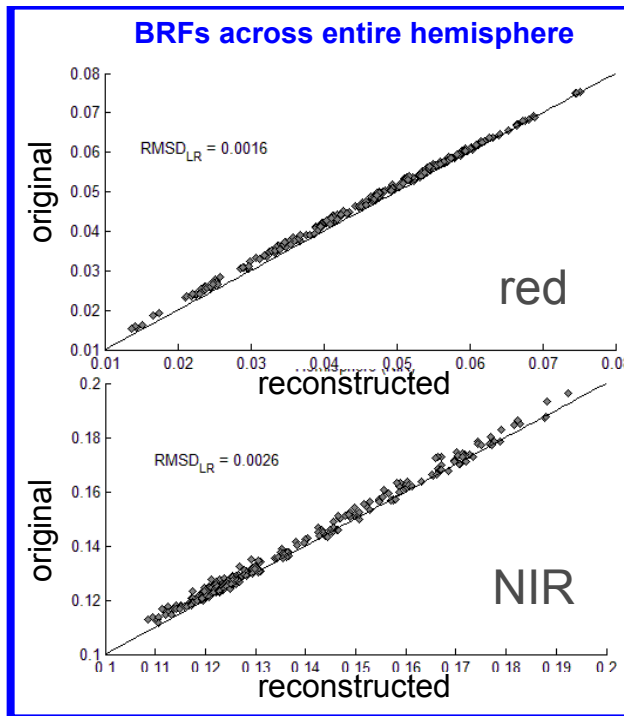 BRFs across entire hemisphere
0.08
0.07
0.06
0.05
0.04
0.03
0.02
0.01
RMSD_LR = 0.0016
original
red
0.01 0.02 0.03 0.04 0.05 0.06 0.07 0.08
reconstructed
0.2
0.18
0.16
0.14
0.12
0.1
RMSD_LR = 0.0026
original
NIR
0.1 0.11 0.12 0.13 0.14 0.15 0.16 0.17 0.18 0.19 0.2
reconstructed